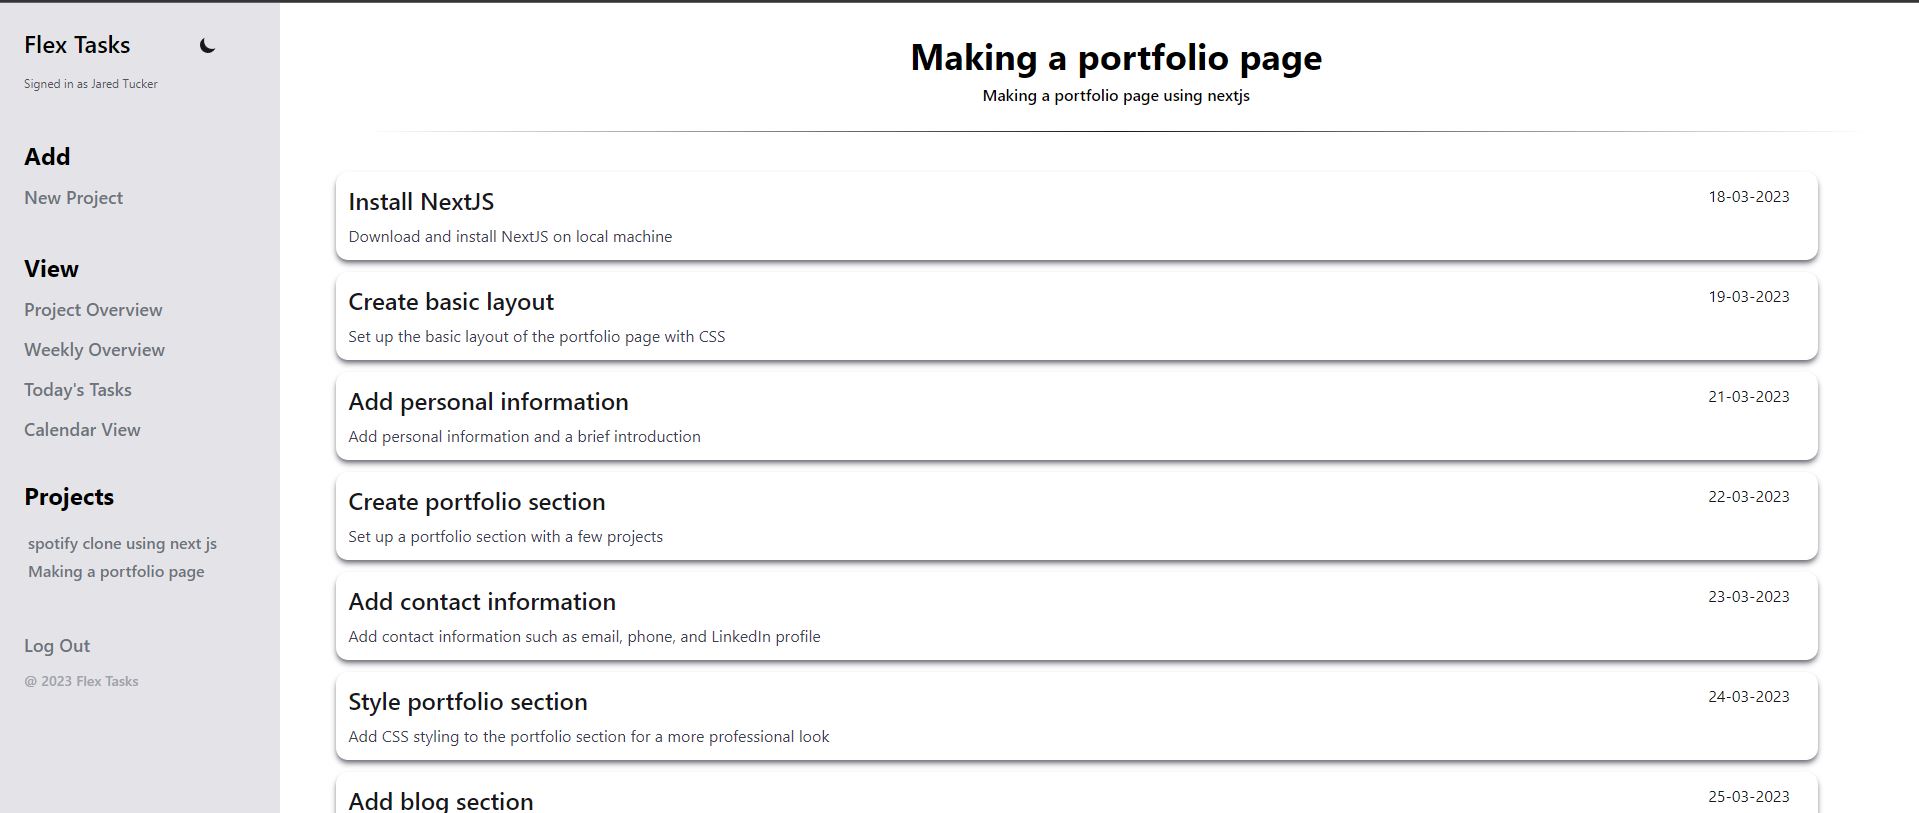 Flex Tasks
Signed in as Jared Tucker
Add
New Project
View
Project Overview
Weekly Overview
Today's Tasks
Calendar View
Projects
spotify clone using next js
Making a portfolio page
Log Out
@ 2023 Flex Tasks
Making a portfolio page
Making a portfolio page using nextjs
Install NextJS
18-03-2023
Download and install NextJS on local machine
Create basic layout
19-03-2023
Set up the basic layout of the portfolio page with CSS
Add personal information
21-03-2023
Add personal information and a brief introduction
Create portfolio section
22-03-2023
Set up a portfolio section with a few projects
Add contact information
23-03-2023
Add contact information such as email, phone, and LinkedIn profile
Style portfolio section
24-03-2023
Add CSS styling to the portfolio section for a more professional look
Add blog section
25-03-2023